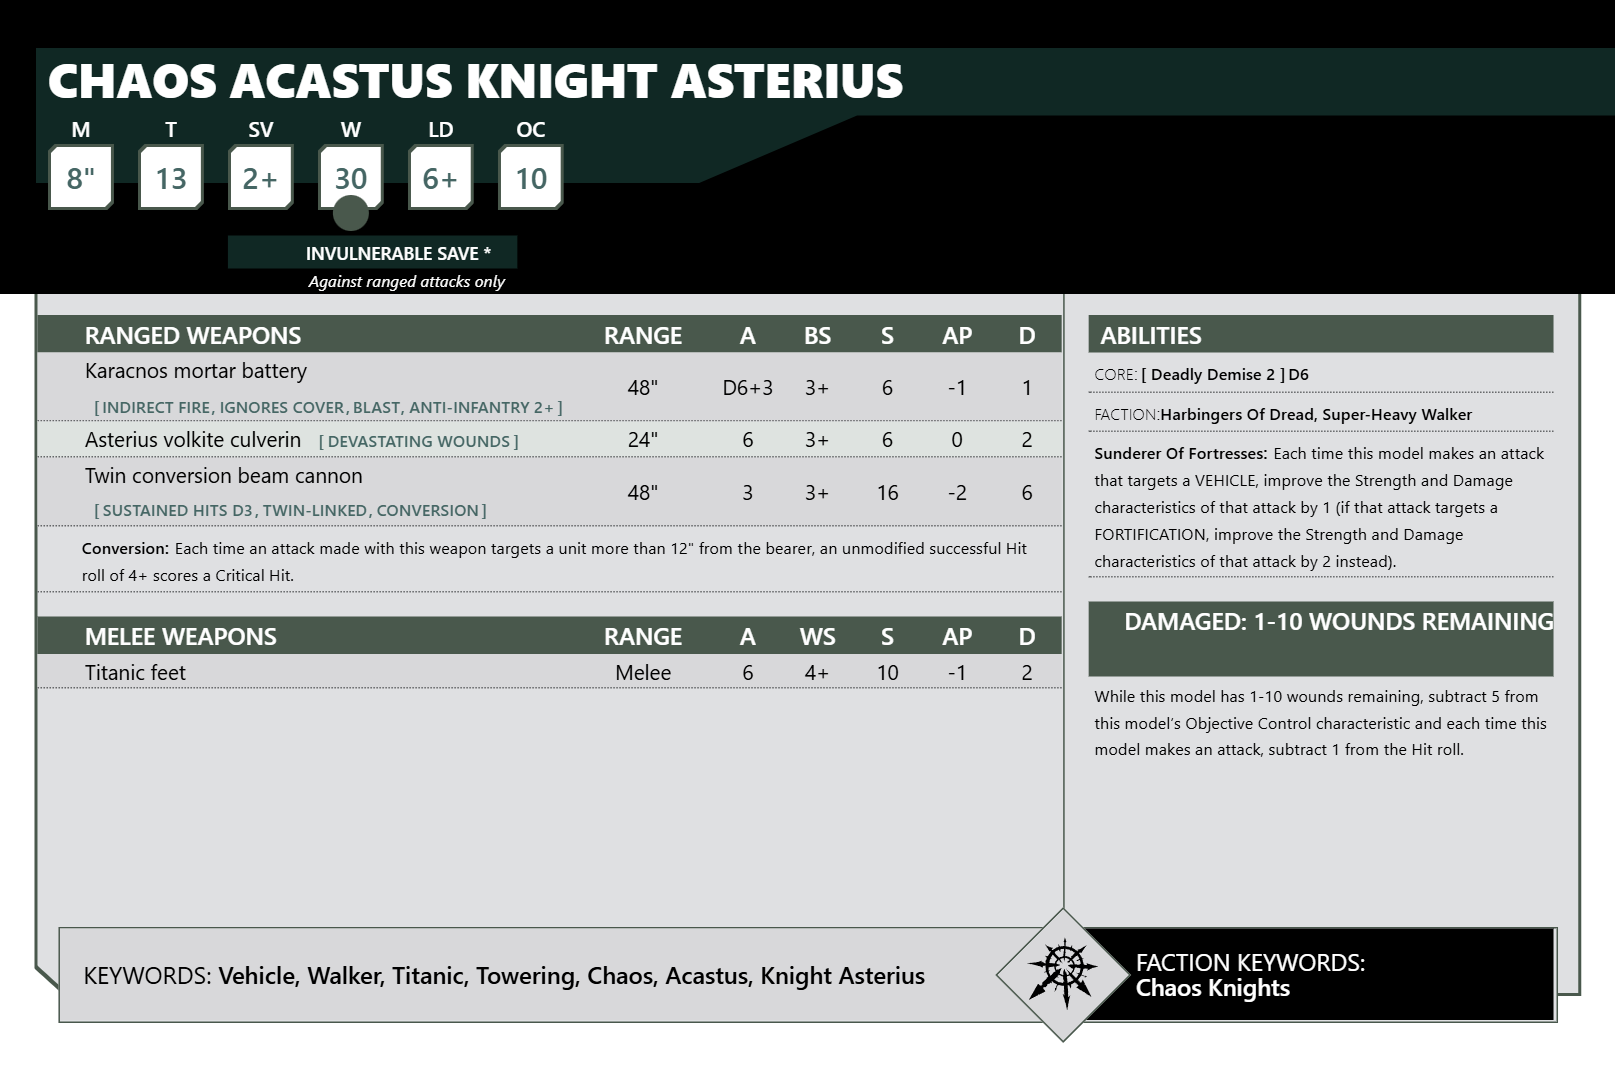 CHAOS ACASTUS KNIGHT ASTERIUS
M T SV W LD OC
8" 13 2+ 30 6+ 10
INVULNERABLE SAVE *
Against ranged attacks only
RANGED WEAPONS RANGE A BS S AP D
Karacnos mortar battery 48" D6+3 3+ 6 -1 1
[ INDIRECT FIRE, IGNORES COVER, BLAST, ANTI-INFANTRY 2+ ]
Asterius volkite culverin [ DEVASTATING WOUNDS ] 24" 6 3+ 6 0 2
Twin conversion beam cannon 48" 3 3+ 16 -2 6
[ SUSTAINED HITS D3, TWIN-LINKED, CONVERSION ]
Conversion: Each time an attack made with this weapon targets a unit more than 12" from the bearer, an unmodified successful Hit
roll of 4+ scores a Critical Hit.
MELEE WEAPONS RANGE A WS S AP D
Titanic feet Melee 6 4+ 10 -1 2
ABILITIES
CORE: [ Deadly Demise 2 ] D6
FACTION:Harbingers Of Dread, Super-Heavy Walker
Sunderer Of Fortresses: Each time this model makes an attack
that targets a VEHICLE, improve the Strength and Damage
characteristics of that attack by 1 (if that attack targets a
FORTIFICATION, improve the Strength and Damage
characteristics of that attack by 2 instead).
DAMAGED: 1-10 WOUNDS REMAINING
While this model has 1-10 wounds remaining, subtract 5 from
this model's Objective Control characteristic and each time this
model makes an attack, subtract 1 from the Hit roll.
KEYWORDS: Vehicle, Walker, Titanic, Towering, Chaos, Acastus, Knight Asterius
FACTION KEYWORDS:
Chaos Knights